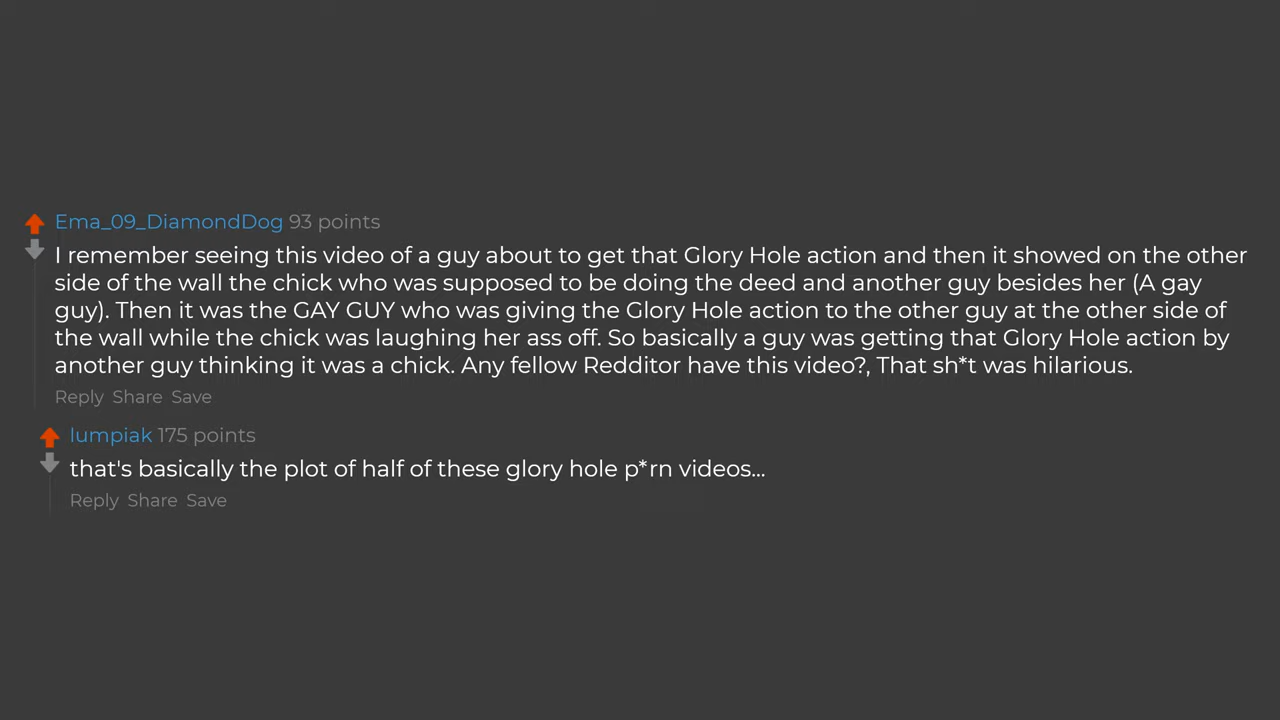 Ema_09_DiamondDog 93 points
I remember seeing this video of a guy about to get that Glory Hole action and then it showed on the other
side of the wall the chick who was supposed to be doing the deed and another guy besides her (A gay
guy). Then it was the GAY GUY who was giving the Glory Hole action to the other guy at the other side of
the wall while the chick was laughing her ass off. So basically a guy was getting that Glory Hole action by
another guy thinking it was a chick. Any fellow Redditor have this video?, That sh*t was hilarious.
Reply Share Save
lumpiak 175 points
that's basically the plot of half of these glory hole p*rn videos...
Reply Share Save